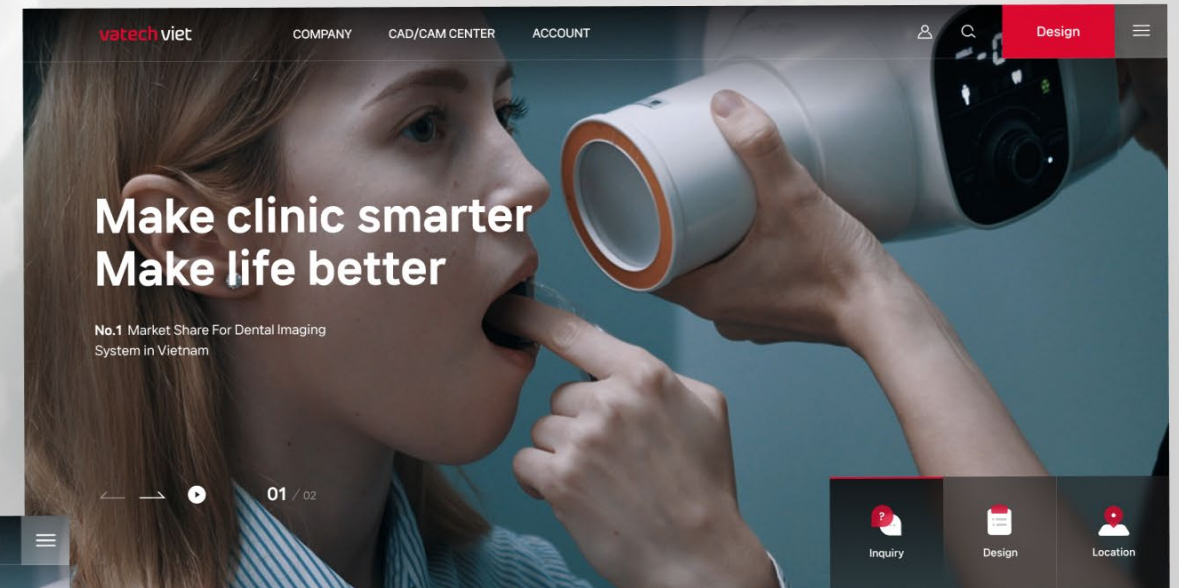 vatech viet
COMPANY
CAD/CAM CENTER
ACCOUNT
Design
Make clinic smarter
Make life better
No.1 Market Share For Dental Imaging
System in Vietnam
01 / 02
?
Inquiry
Design
Location